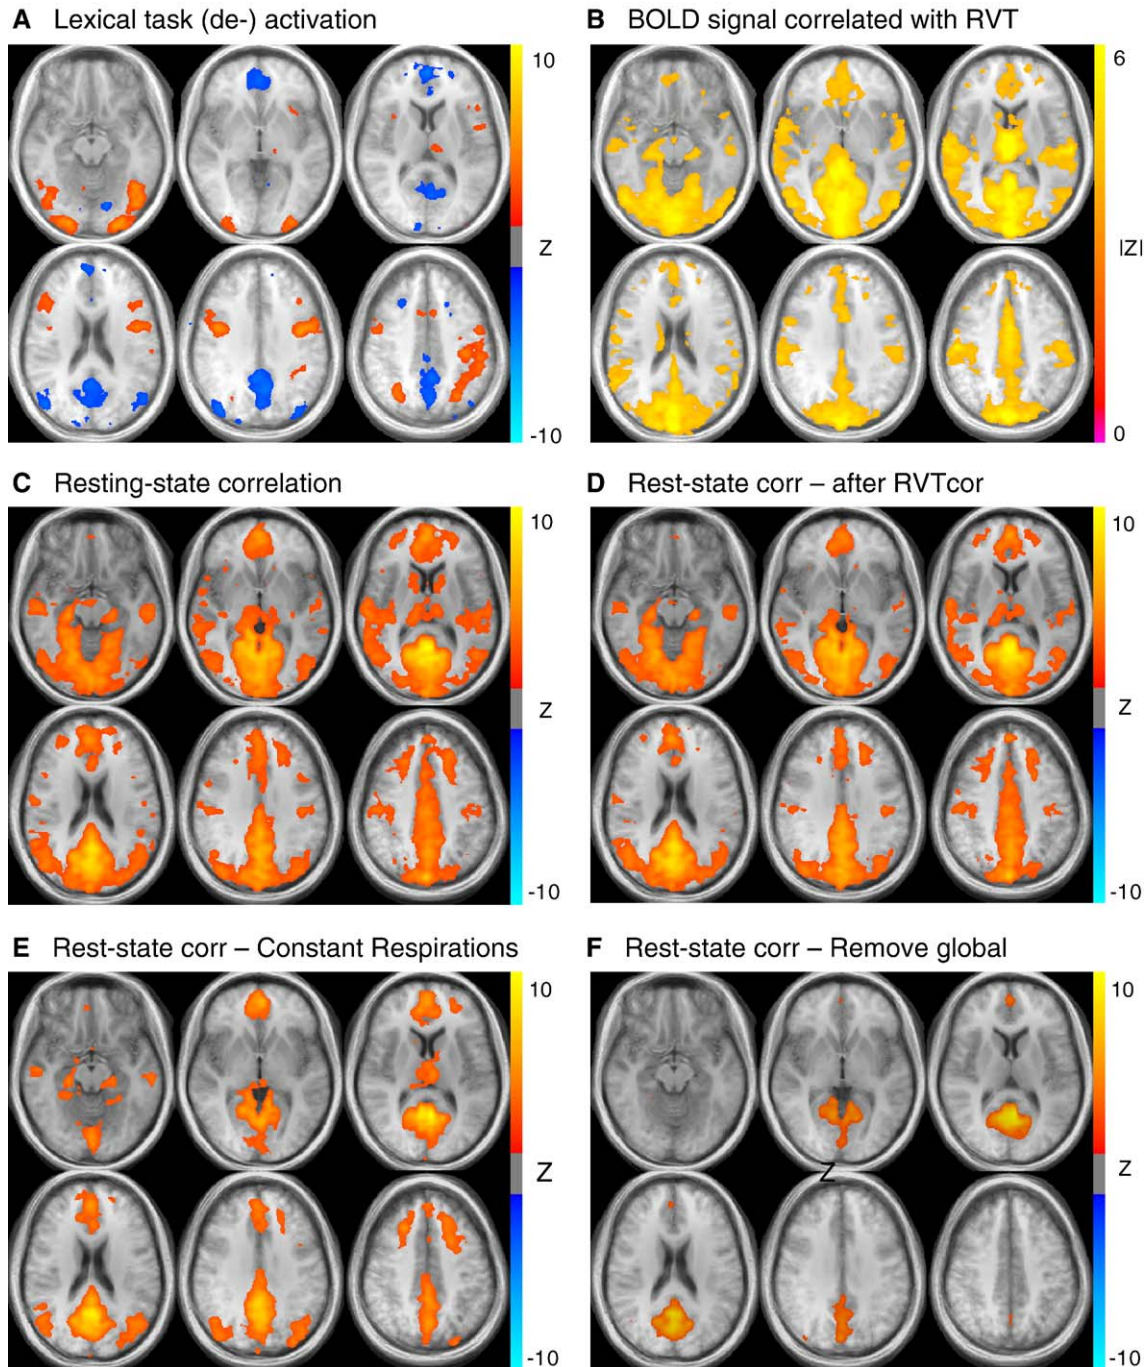 A Lexical task (de-) activation
10
Z
-10
B BOLD signal correlated with RVT
6
|Z|
0
C Resting-state correlation
10
Z
-10
D Rest-state corr – after RVTcor
10
Z
-10
E Rest-state corr – Constant Respirations
10
Z
-10
F Rest-state corr – Remove global
10
Z
Z
-10